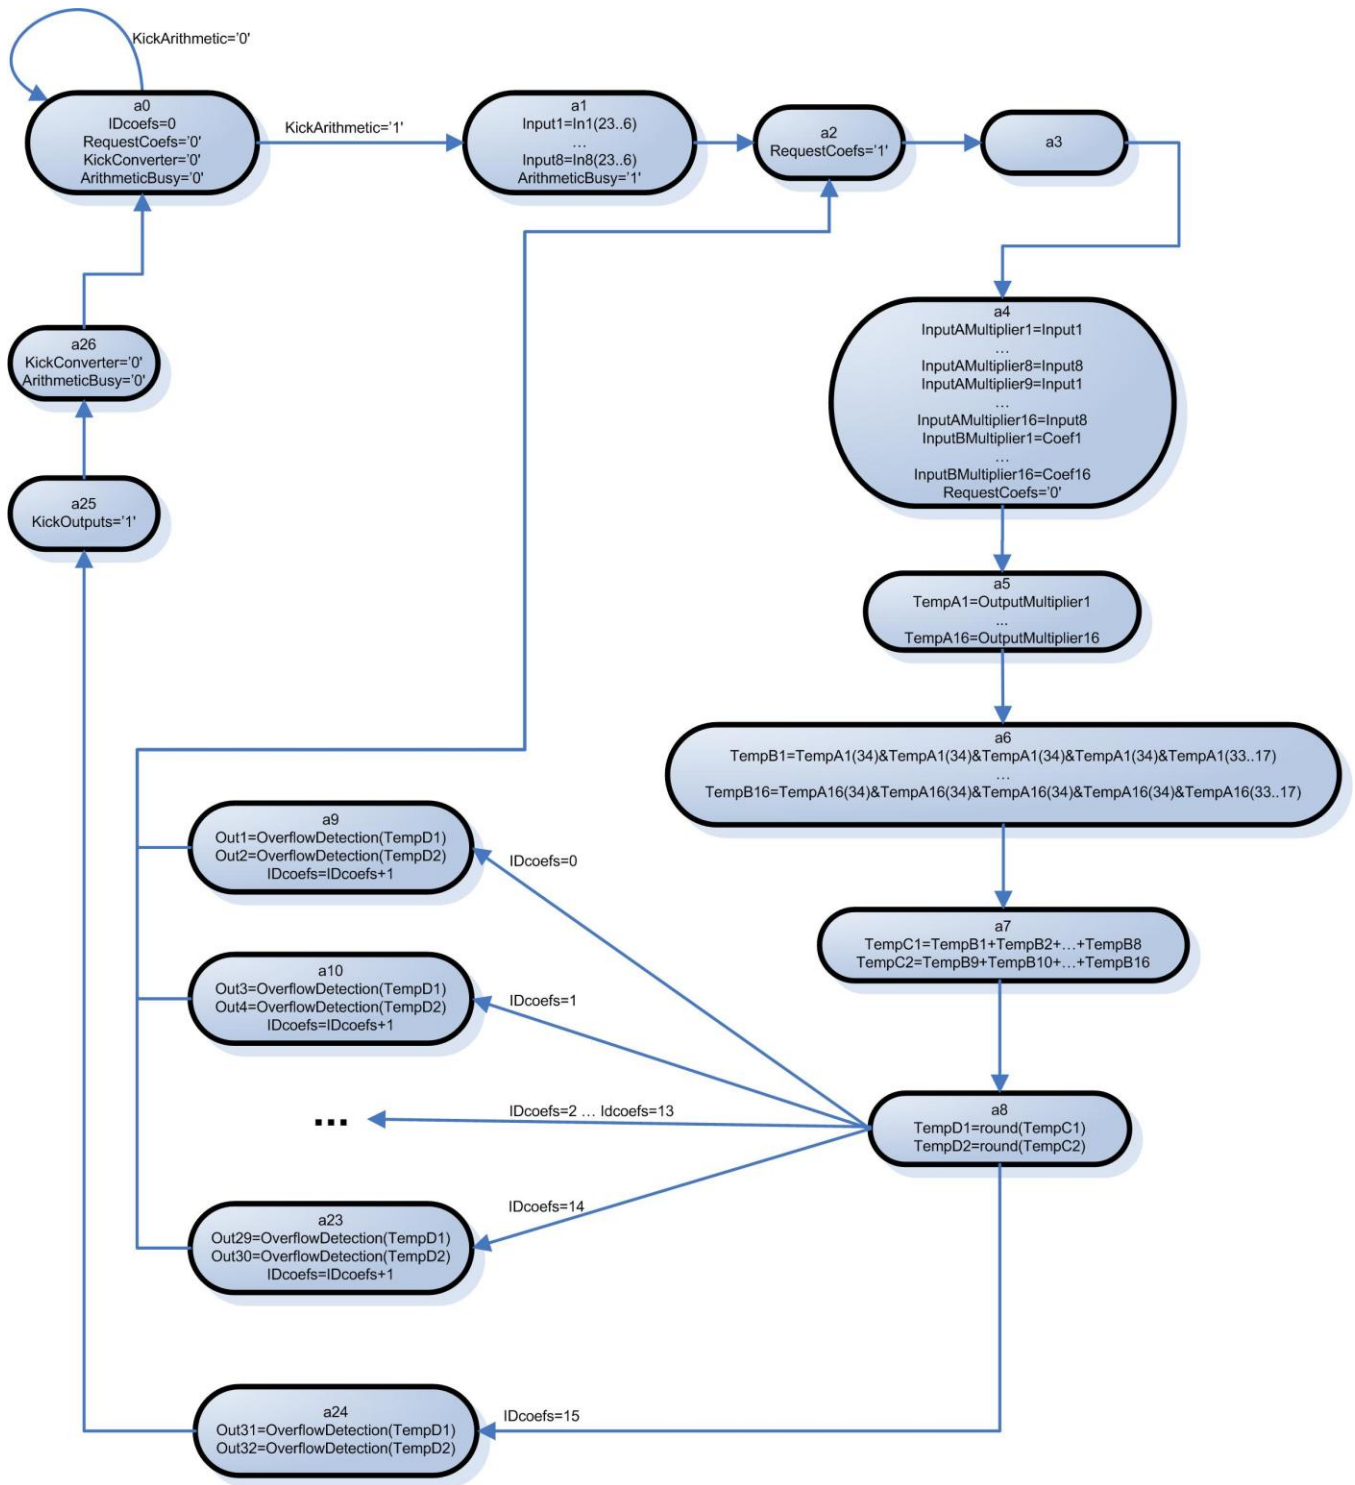 KickArithmetic='0'
a0
IDcoefs=0
RequestCoefs='0'
KickConverter='0'
ArithmeticBusy='0'
KickArithmetic='1'
a1
Input1=In1(23..6)
...
Input8=In8(23..6)
ArithmeticBusy='1'
a2
RequestCoefs='1'
a3
a4
InputAMultiplier1=Input1
...
InputAMultiplier8=Input8
InputAMultiplier9=Input1
...
InputAMultiplier16=Input8
InputBMultiplier1=Coef1
...
InputBMultiplier16=Coef16
RequestCoefs='0'
a26
KickConverter='0'
ArithmeticBusy='0'
a25
KickOutputs='1'
a5
TempA1=OutputMultiplier1
...
TempA16=OutputMultiplier16
a6
TempB1=TempA1(34)&TempA1(34)&TempA1(34)&TempA1(34)&TempA1(33..17)
...
TempB16=TempA16(34)&TempA16(34)&TempA16(34)&TempA16(34)&TempA16(33..17)
a7
TempC1=TempB1+TempB2+...+TempB8
TempC2=TempB9+TempB10+...+TempB16
a8
TempD1=round(TempC1)
TempD2=round(TempC2)
IDcoefs=0
a9
Out1=OverflowDetection(TempD1)
Out2=OverflowDetection(TempD2)
IDcoefs=IDcoefs+1
IDcoefs=1
a10
Out3=OverflowDetection(TempD1)
Out4=OverflowDetection(TempD2)
IDcoefs=IDcoefs+1
IDcoefs=2 ... Idcoefs=13
...
IDcoefs=14
a23
Out29=OverflowDetection(TempD1)
Out30=OverflowDetection(TempD2)
IDcoefs=IDcoefs+1
IDcoefs=15
a24
Out31=OverflowDetection(TempD1)
Out32=OverflowDetection(TempD2)